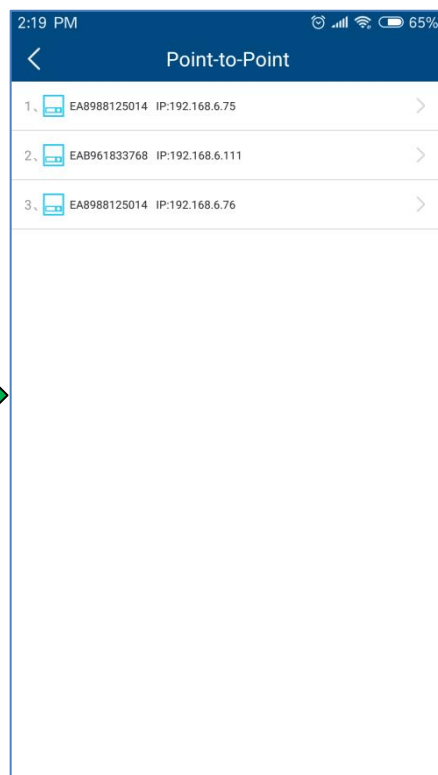 2:19 PM 65%
Point-to-Point
1、 EA8988125014 IP:192.168.6.75
2、 EAB961833768 IP:192.168.6.111
3、 EA8988125014 IP:192.168.6.76